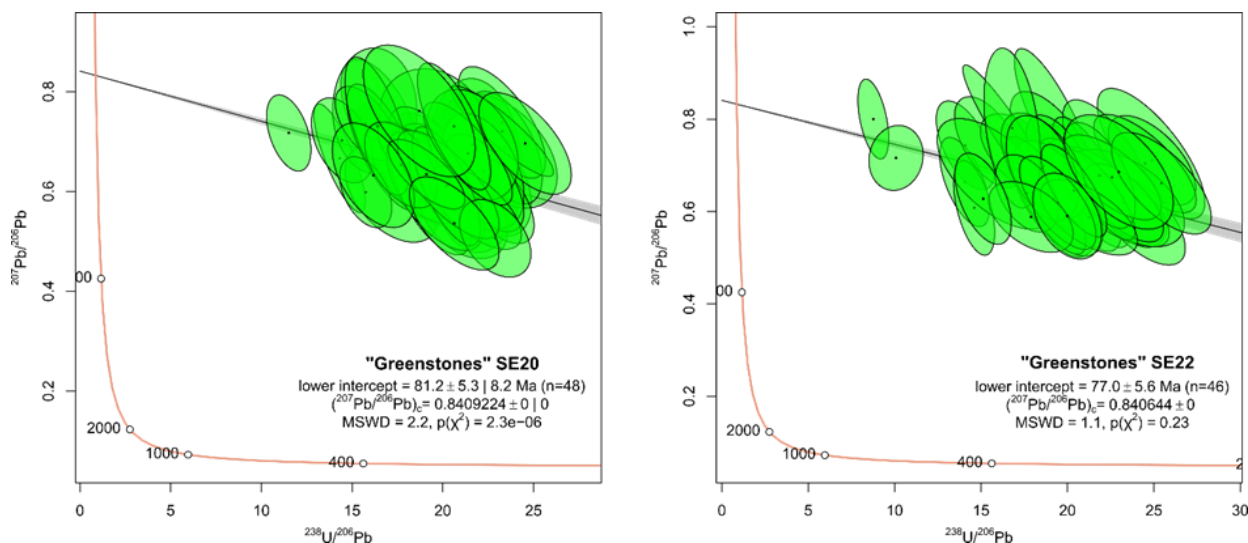 0.8
0.6
0.4
0.2
207Pb/206Pb
00
2000
1000
400
"Greenstones" SE20
lower intercept = 81.2 ± 5.3 | 8.2 Ma (n=48)
(207Pb/206Pb)c= 0.8409224 ± 0 | 0
MSWD = 2.2, p(χ2) = 2.3e−06
0 5 10 15 20 25
238U/206Pb
1.0
0.8
0.6
0.4
0.2
207Pb/206Pb
00
2000
1000
400
2
"Greenstones" SE22
lower intercept = 77.0 ± 5.6 Ma (n=46)
(207Pb/206Pb)c= 0.840644 ± 0
MSWD = 1.1, p(χ2) = 0.23
0 5 10 15 20 25 30
238U/206Pb